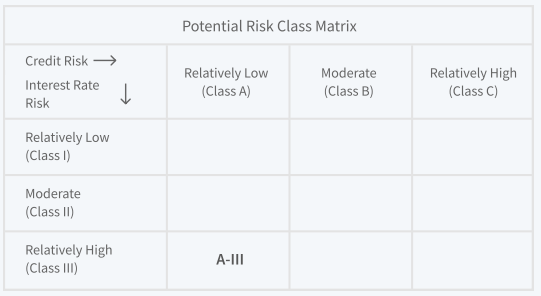 Potential Risk Class Matrix
Credit Risk →
Interest Rate
Risk ↓
Relatively Low
(Class A)
Moderate
(Class B)
Relatively High
(Class C)
Relatively Low
(Class I)
Moderate
(Class II)
Relatively High
(Class III)
A-III